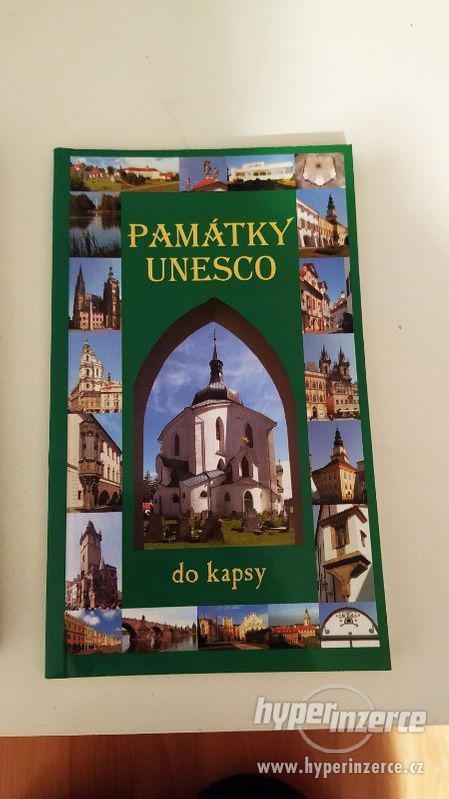 PAMÁTKY
UNESCO
do kapsy
hyperinzerce
www.hyperinzerce.cz